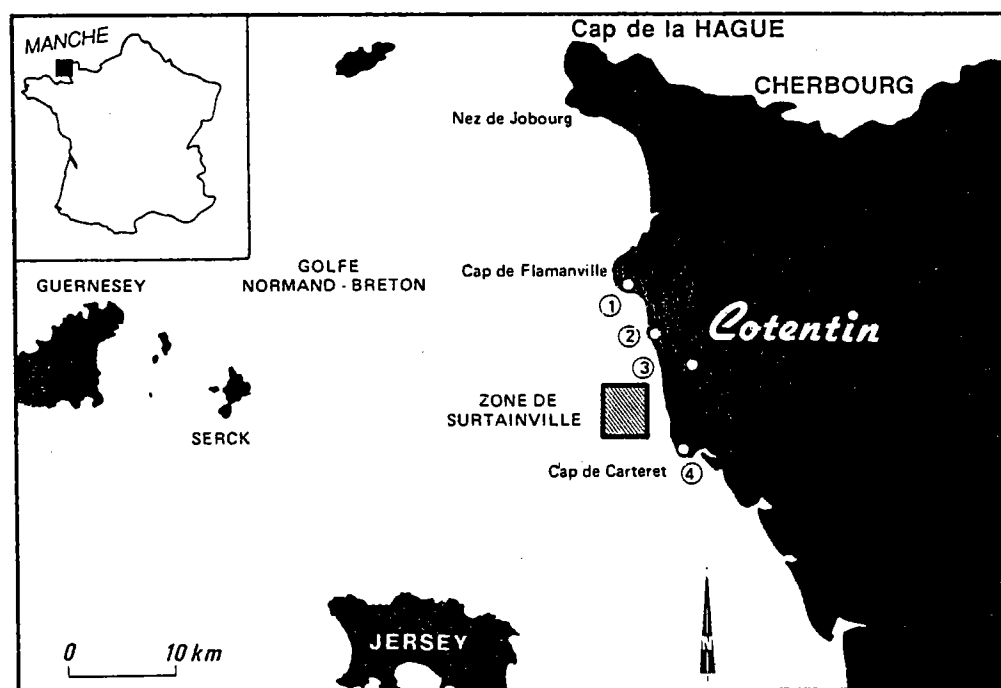 MANCHE
Cap de la HAGUE
CHERBOURG
Nez de Jobourg
GOLFE
NORMAND - BRETON
GUERNESEY
Cap de Flamanville
1
2
Cotentin
3
ZONE DE
SURTAINVILLE
SERCK
Cap de Carteret
4
JERSEY
N
0 10 km